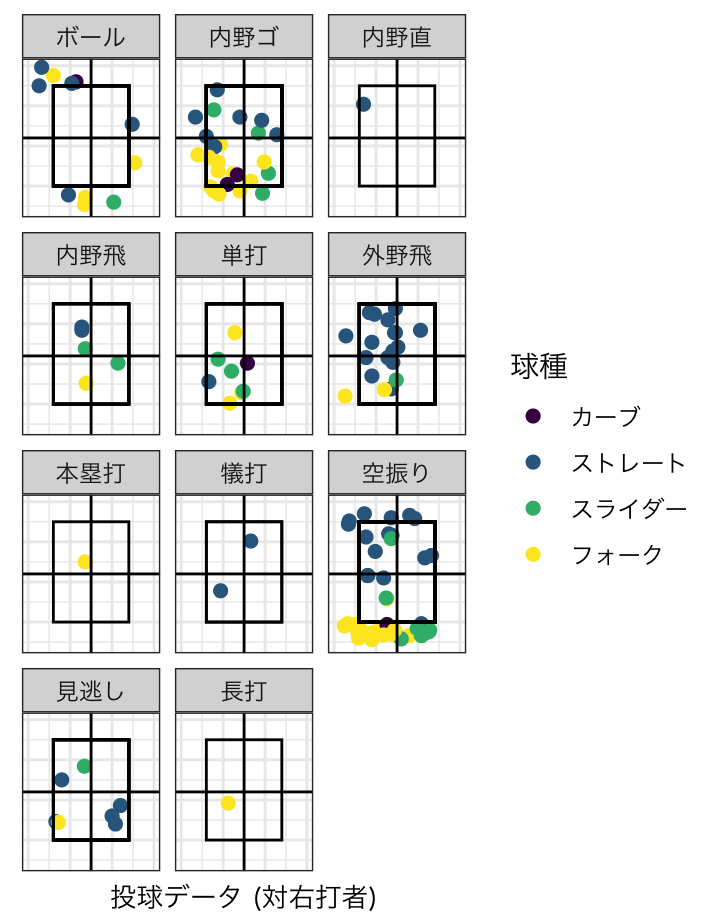 ボール
内野ゴ
内野直
内野飛
単打
外野飛
本塁打
犠打
空振り
見逃し
長打
球種
カーブ
ストレート
スライダー
フォーク
投球データ (対右打者)